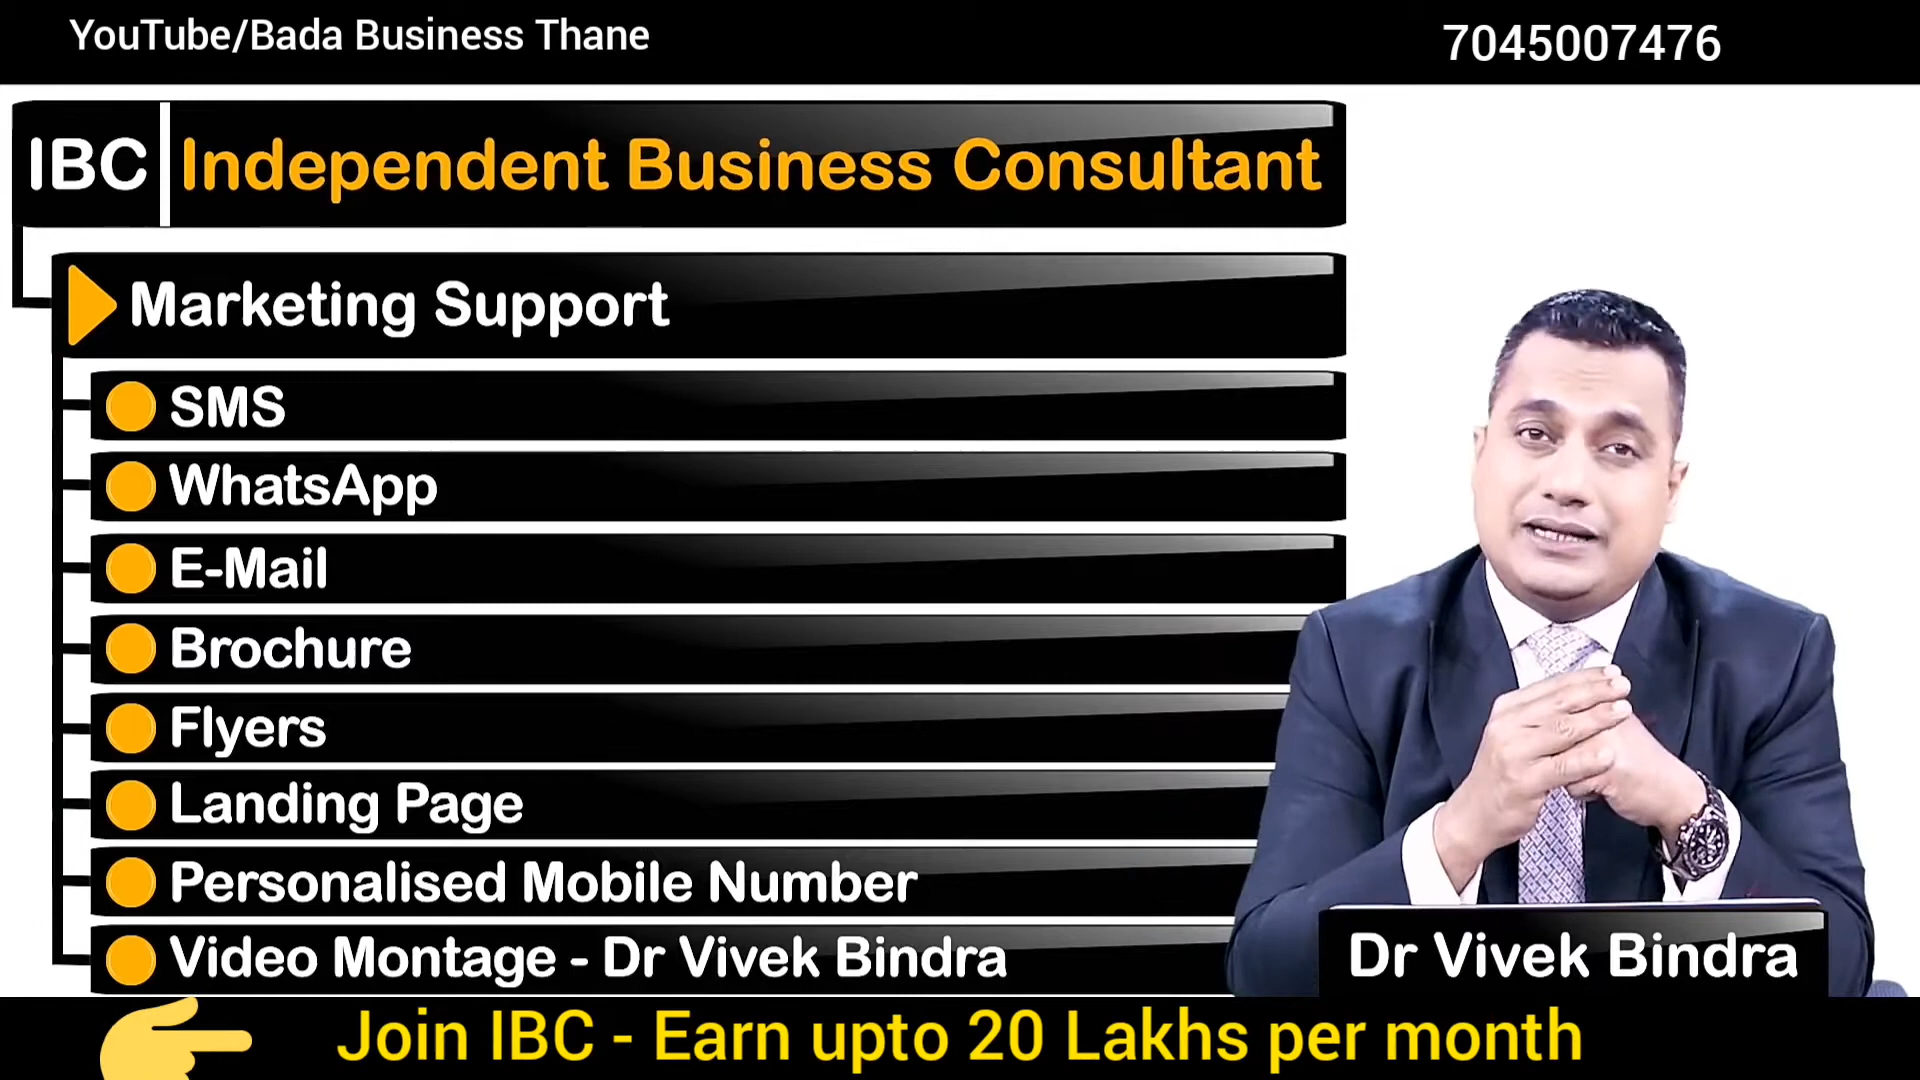 YouTube/Bada Business Thane
7045007476
IBC Independent Business Consultant
Marketing Support
SMS
WhatsApp
E-Mail
Brochure
Flyers
Landing Page
Personalised Mobile Number
Video Montage - Dr Vivek Bindra
Dr Vivek Bindra
Join IBC - Earn upto 20 Lakhs per month